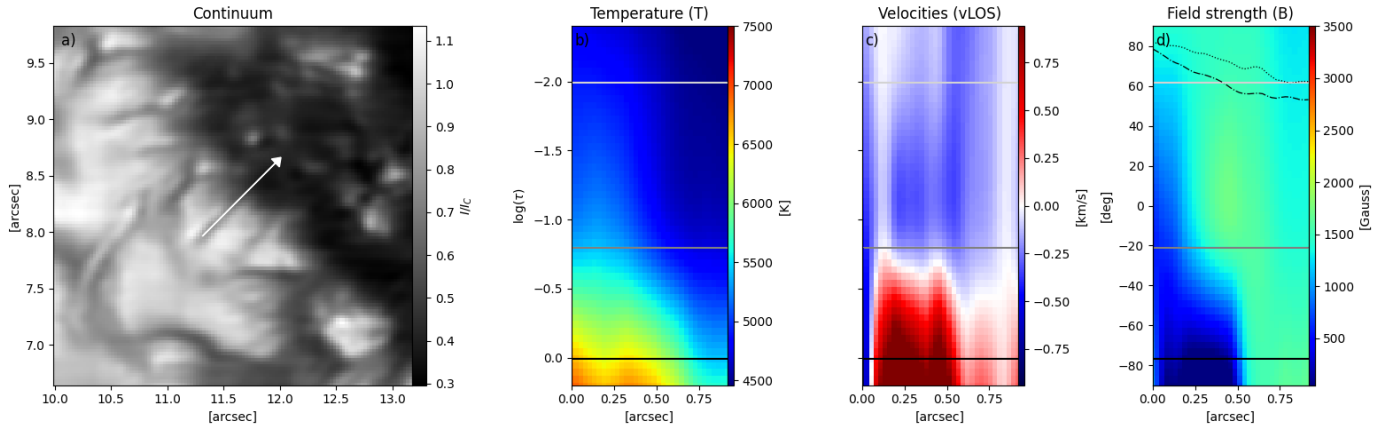 Continuum
a)
9.5
9.0
8.5
8.0
7.5
7.0
[arcsec]
10.0 10.5 11.0 11.5 12.0 12.5 13.0
[arcsec]
1.1
1.0
0.9
0.8
0.7
0.6
0.5
0.4
0.3
I/I_C
Temperature (T)
b)
−2.0
−1.5
−1.0
−0.5
0.0
log(τ)
0.00 0.25 0.50 0.75
[arcsec]
7500
7000
6500
6000
5500
5000
4500
[K]
Velocities (vLOS)
c)
0.00 0.25 0.50 0.75
[arcsec]
0.75
0.50
0.25
0.00
−0.25
−0.50
−0.75
[km/s]
Field strength (B)
d)
80
60
40
20
0
−20
−40
−60
−80
[deg]
0.00 0.25 0.50 0.75
[arcsec]
3500
3000
2500
2000
1500
1000
500
[Gauss]